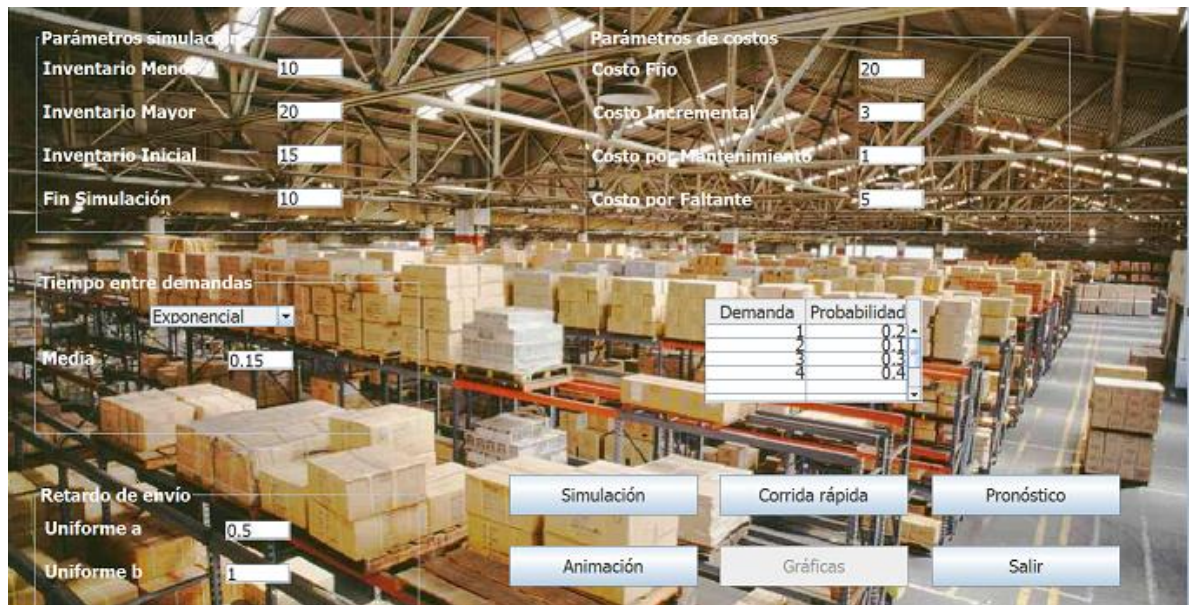 Parámetros simulación
Inventario Menor 10
Inventario Mayor 20
Inventario Inicial 15
Fin Simulación 10
Parámetros de costos
Costo Fijo 20
Costo Incremental 3
Costo por Mantenimiento 1
Costo por Faltante 5
Tiempo entre demandas
Exponencial
Media 0.15
Demanda Probabilidad
1 0.2
2 0.1
3 0.3
4 0.4
Retardo de envío
Uniforme a 0.5
Uniforme b 1
Simulación Corrida rápida Pronóstico
Animación Gráficas Salir